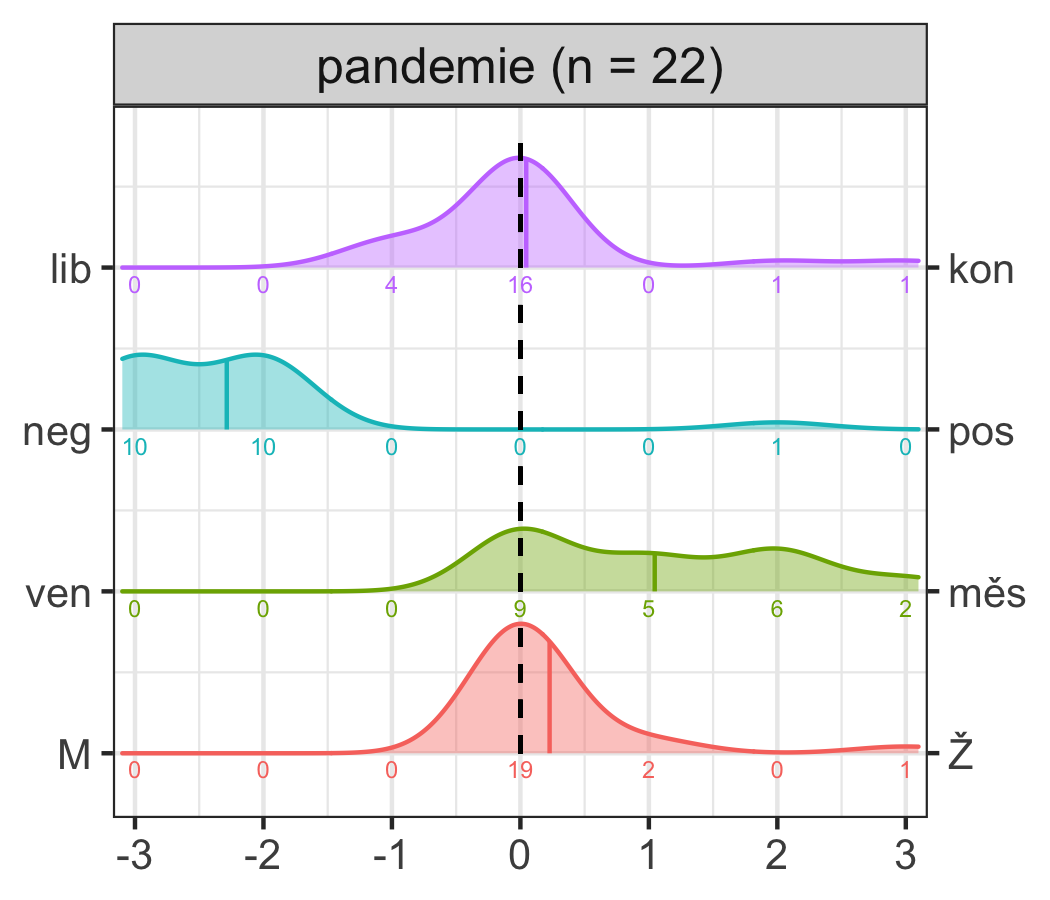 pandemie (n = 22)
lib kon
0 0 4 16 0 1 1
neg pos
10 10 0 0 0 1 0
ven měs
0 0 0 9 5 6 2
M Ž
0 0 0 19 2 0 1
-3 -2 -1 0 1 2 3